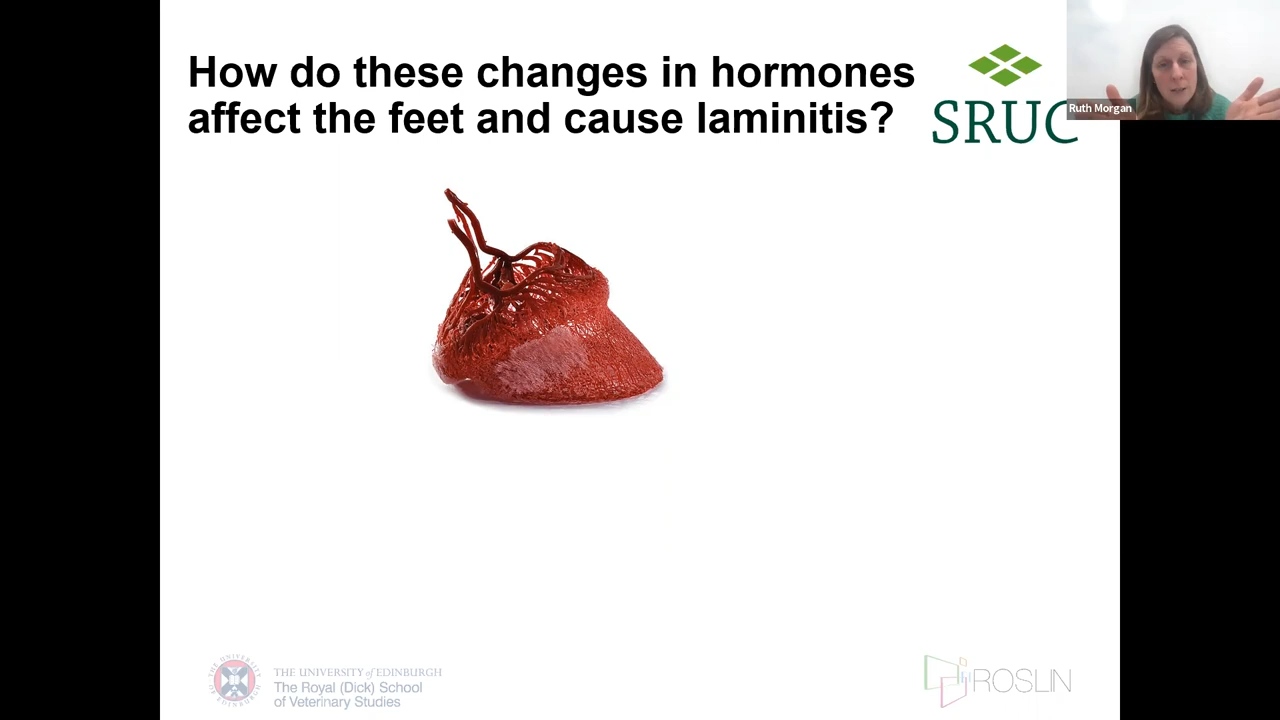 How do these changes in hormones
affect the feet and cause laminitis?
SRUC
Ruth Morgan
THE UNIVERSITY of EDINBURGH
The Royal (Dick) School
of Veterinary Studies
ROSLIN